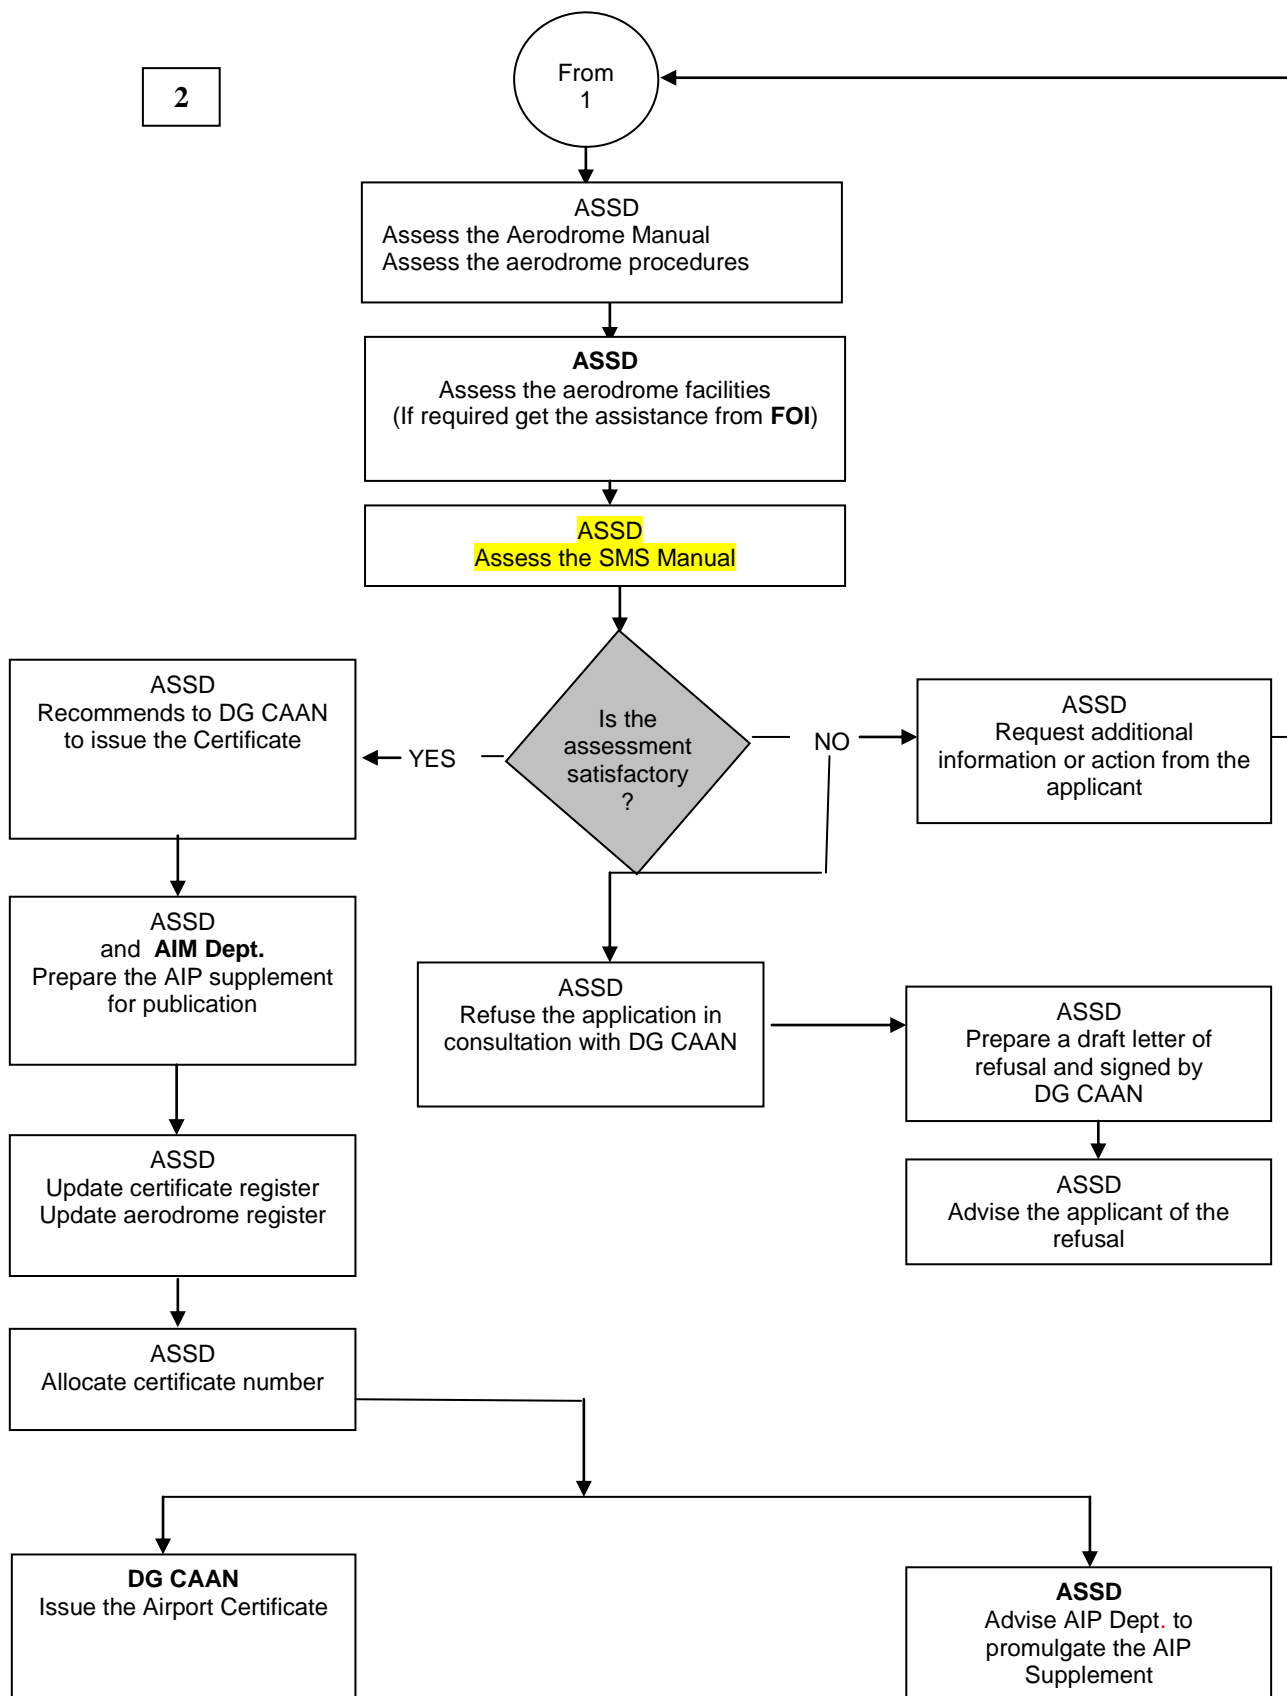 2
From
1
ASSD
Assess the Aerodrome Manual
Assess the aerodrome procedures
ASSD
Assess the aerodrome facilities
(If required get the assistance from FOI)
ASSD
Assess the SMS Manual
Is the
assessment
satisfactory
?
YES
NO
ASSD
Recommends to DG CAAN
to issue the Certificate
ASSD
Request additional
information or action from the
applicant
ASSD
and AIM Dept.
Prepare the AIP supplement
for publication
ASSD
Refuse the application in
consultation with DG CAAN
ASSD
Prepare a draft letter of
refusal and signed by
DG CAAN
ASSD
Update certificate register
Update aerodrome register
ASSD
Advise the applicant of the
refusal
ASSD
Allocate certificate number
DG CAAN
Issue the Airport Certificate
ASSD
Advise AIP Dept. to
promulgate the AIP
Supplement